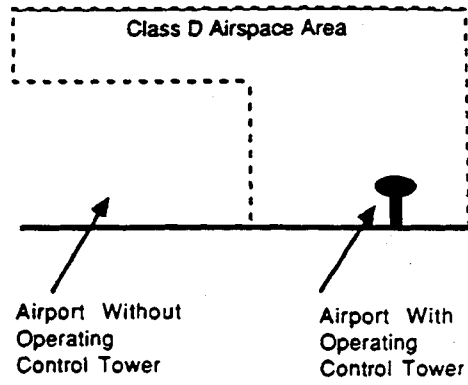 Class D Airspace Area
Airport Without
Operating
Control Tower
Airport With
Operating
Control Tower